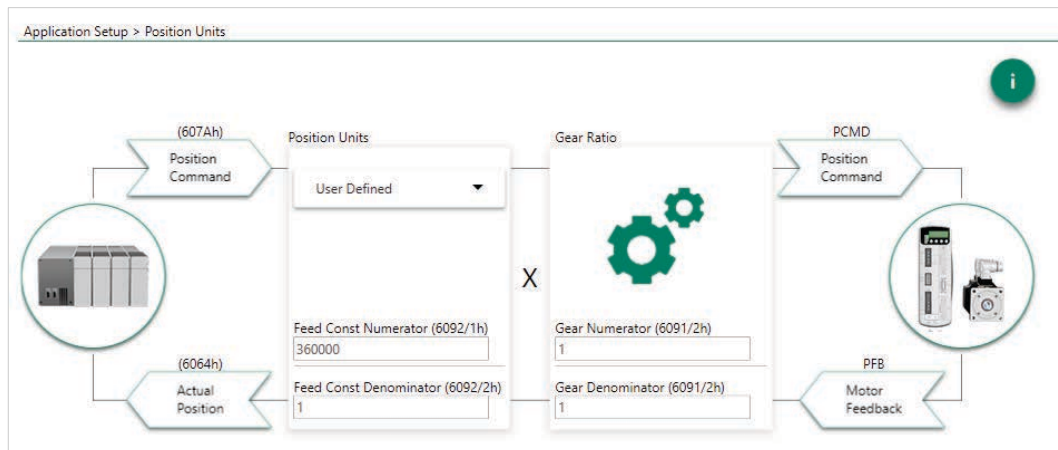 Application Setup > Position Units
i
(607Ah)
Position
Command
Position Units
User Defined
Gear Ratio
PCMD
Position
Command
X
Feed Const Numerator (6092/1h)
360000
Gear Numerator (6091/2h)
1
(6064h)
Actual
Position
Feed Const Denominator (6092/2h)
1
Gear Denominator (6091/2h)
1
PFB
Motor
Feedback